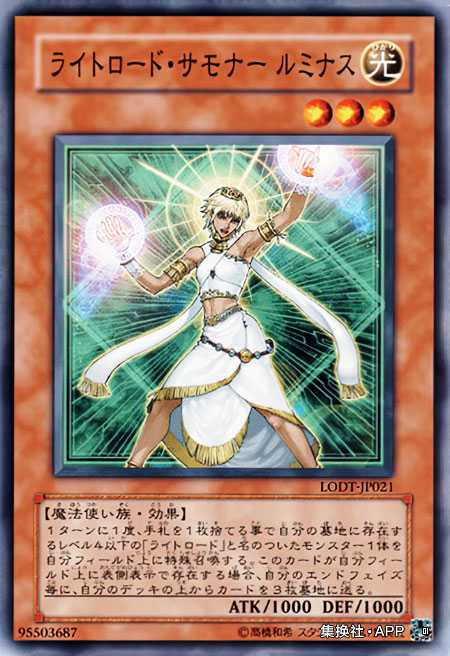 ライトロード・サモナー ルミナス
光
LODT-JP021
【魔法使い族・効果】
1ターンに1度、手札を1枚捨てる事で自分の墓地に存在す
るレベル4以下の「ライトロード」と名のついたモンスター1体を
自分フィールド上に特殊召喚する。このカードが自分フィー
ルド上に表側表示で存在する場合、自分のエンドフェイズ
毎に、自分のデッキの上からカードを3枚墓地に送る。
ATK/1000 DEF/1000
95503687
©高橋和希 スタ
集英社・APP